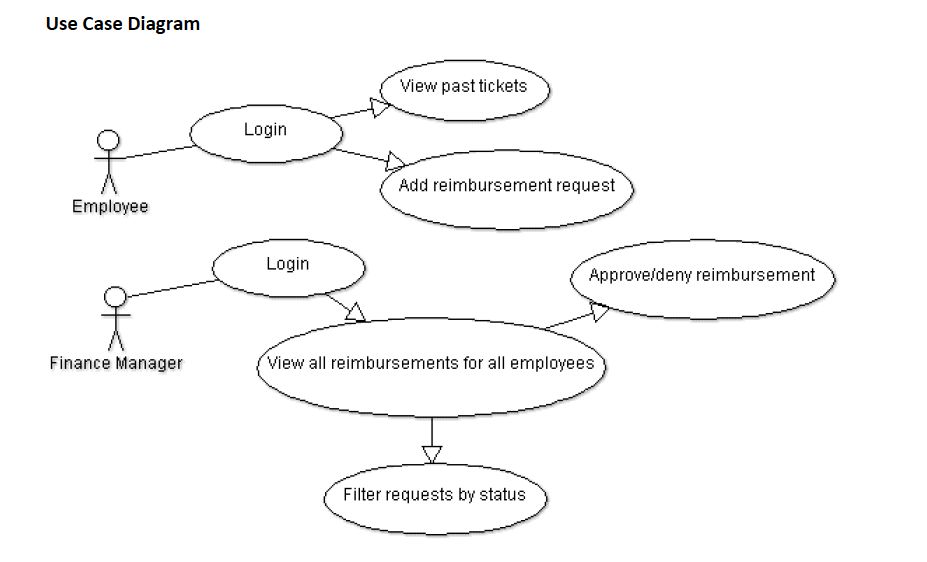 Use Case Diagram
View past tickets
Login
Add reimbursement request
Employee
Login
Approve/deny reimbursement
Finance Manager
View all reimbursements for all employees
Filter requests by status